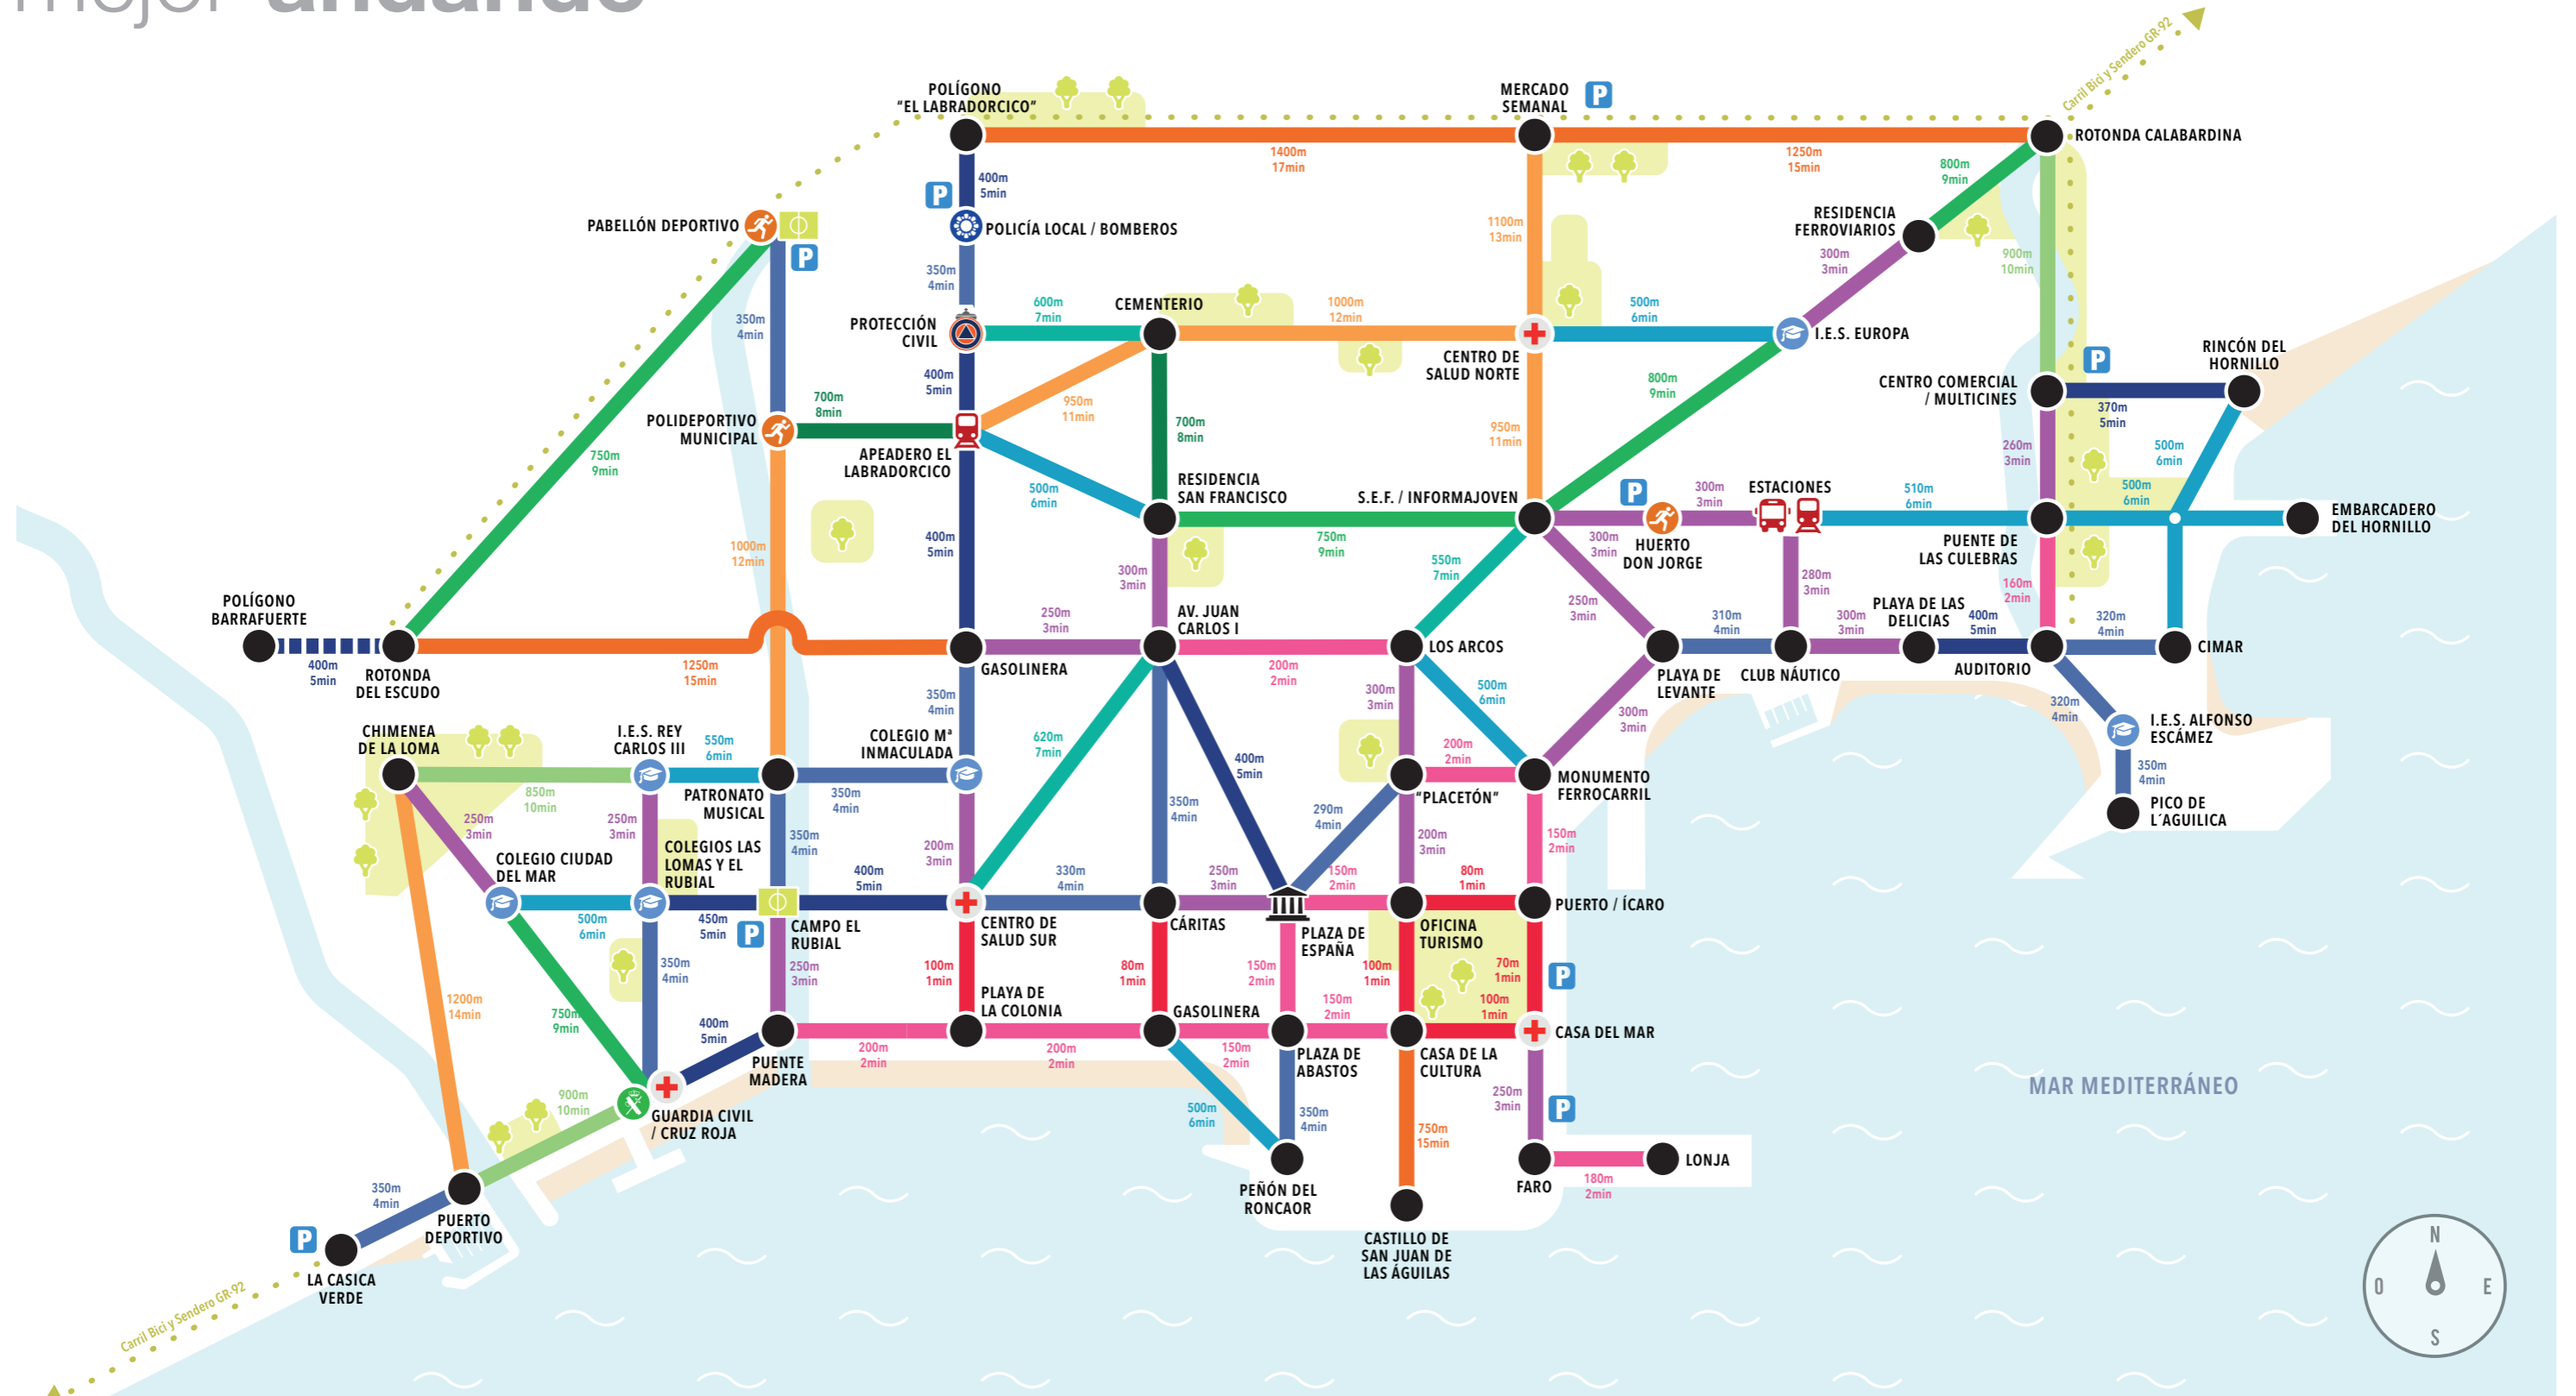 mejor andando
Carril Bici y Sendero GR-92
POLÍGONO
“EL LABRADORCICO”
MERCADO
SEMANAL
P
ROTONDA CALABARDINA
1400m
17min
1250m
15min
800m
9min
400m
5min
P
PABELLÓN DEPORTIVO
P
POLICÍA LOCAL / BOMBEROS
1100m
13min
RESIDENCIA
FERROVIARIOS
300m
3min
900m
10min
350m
4min
350m
4min
PROTECCIÓN
CIVIL
600m
7min
CEMENTERIO
1000m
12min
500m
6min
CENTRO DE
SALUD NORTE
I.E.S. EUROPA
RINCÓN DEL
HORNILLO
P
CENTRO COMERCIAL
/ MULTICINES
370m
5min
400m
5min
700m
8min
950m
11min
800m
9min
POLIDEPORTIVO
MUNICIPAL
APEADERO EL
LABRADORCICO
700m
8min
950m
11min
260m
3min
500m
6min
750m
9min
500m
6min
RESIDENCIA
SAN FRANCISCO
S.E.F. / INFORMAJOVEN
P
300m
3min
ESTACIONES
510m
6min
500m
6min
EMBARCADERO
DEL HORNILLO
1000m
12min
400m
5min
750m
9min
300m
3min
HUERTO
DON JORGE
PUENTE DE
LAS CULEBRAS
300m
3min
550m
7min
250m
3min
280m
3min
160m
2min
POLÍGONO
BARRAFUERTE
400m
5min
ROTONDA
DEL ESCUDO
1250m
15min
250m
3min
GASOLINERA
AV. JUAN
CARLOS I
200m
2min
LOS ARCOS
310m
4min
300m
3min
PLAYA DE LAS
DELICIAS
400m
5min
320m
4min
CIMAR
PLAYA DE
LEVANTE
CLUB NÁUTICO
AUDITORIO
350m
4min
300m
3min
500m
6min
300m
3min
320m
4min
I.E.S. ALFONSO
ESCÁMEZ
350m
4min
PICO DE
L´AGUILICA
CHIMENEA
DE LA LOMA
I.E.S. REY
CARLOS III
550m
6min
COLEGIO Mª
INMACULADA
620m
7min
400m
5min
200m
2min
850m
10min
PATRONATO
MUSICAL
350m
4min
350m
4min
290m
4min
“PLACETÓN”
MONUMENTO
FERROCARRIL
250m
3min
250m
3min
350m
4min
200m
3min
200m
3min
150m
2min
COLEGIO CIUDAD
DEL MAR
COLEGIOS LAS
LOMAS Y EL
RUBIAL
400m
5min
330m
4min
250m
3min
150m
2min
80m
1min
500m
6min
450m
5min
P
CAMPO EL
RUBIAL
CENTRO DE
SALUD SUR
CÁRITAS
PLAZA DE
ESPAÑA
OFICINA
TURISMO
PUERTO / ÍCARO
350m
4min
250m
3min
100m
1min
80m
1min
150m
2min
100m
1min
70m
1min
P
1200m
14min
750m
9min
400m
5min
PLAYA DE
LA COLONIA
GASOLINERA
150m
2min
100m
1min
CASA DEL MAR
PUENTE
MADERA
200m
2min
200m
2min
150m
2min
PLAZA DE
ABASTOS
CASA DE LA
CULTURA
900m
10min
GUARDIA CIVIL
/ CRUZ ROJA
500m
6min
350m
4min
750m
15min
250m
3min
P
MAR MEDITERRÁNEO
350m
4min
PUERTO
DEPORTIVO
PEÑÓN DEL
RONCAOR
FARO
180m
2min
LONJA
P
LA CASICA
VERDE
CASTILLO DE
SAN JUAN DE
LAS ÁGUILAS
Carril Bici y Sendero GR-92
N
O
E
S